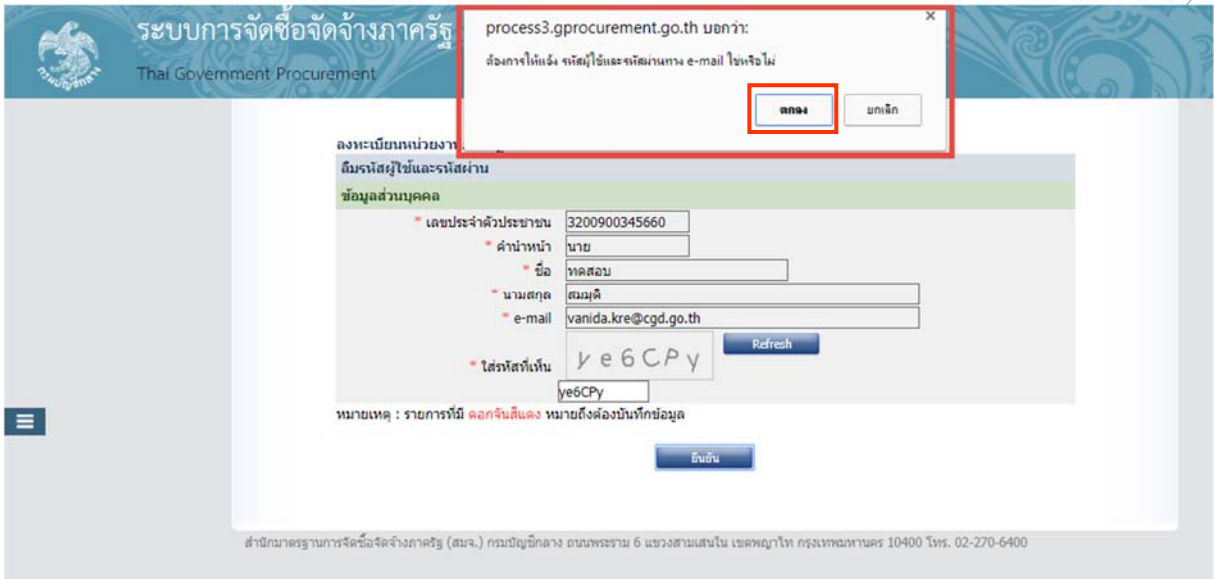 ระบบการจัดซื้อจัดจ้างภาครัฐ
Thai Government Procurement
process3.gprocurement.go.th บอกว่า:
ต้องการให้แจ้ง รหัสผู้ใช้และรหัสผ่านทาง e-mail ใช่หรือไม่
ตกลง ยกเลิก
ลงทะเบียนหน่วยงาน
ลืมรหัสผู้ใช้และรหัสผ่าน
ข้อมูลส่วนบุคคล
* เลขประจำตัวประชาชน 3200900345660
* คำนำหน้า นาย
* ชื่อ ทดสอบ
* นามสกุล สมมุติ
* e-mail vanida.kre@cgd.go.th
* ใส่รหัสที่เห็น ye6CPy Refresh
ye6CPy
หมายเหตุ : รายการที่มี ดอกจันสีแดง หมายถึงต้องบันทึกข้อมูล
ยืนยัน
สำนักมาตรฐานการจัดซื้อจัดจ้างภาครัฐ (สมจ.) กรมบัญชีกลาง ถนนพระราม 6 แขวงสามเสนใน เขตพญาไท กรุงเทพมหานคร 10400 โทร. 02-270-6400